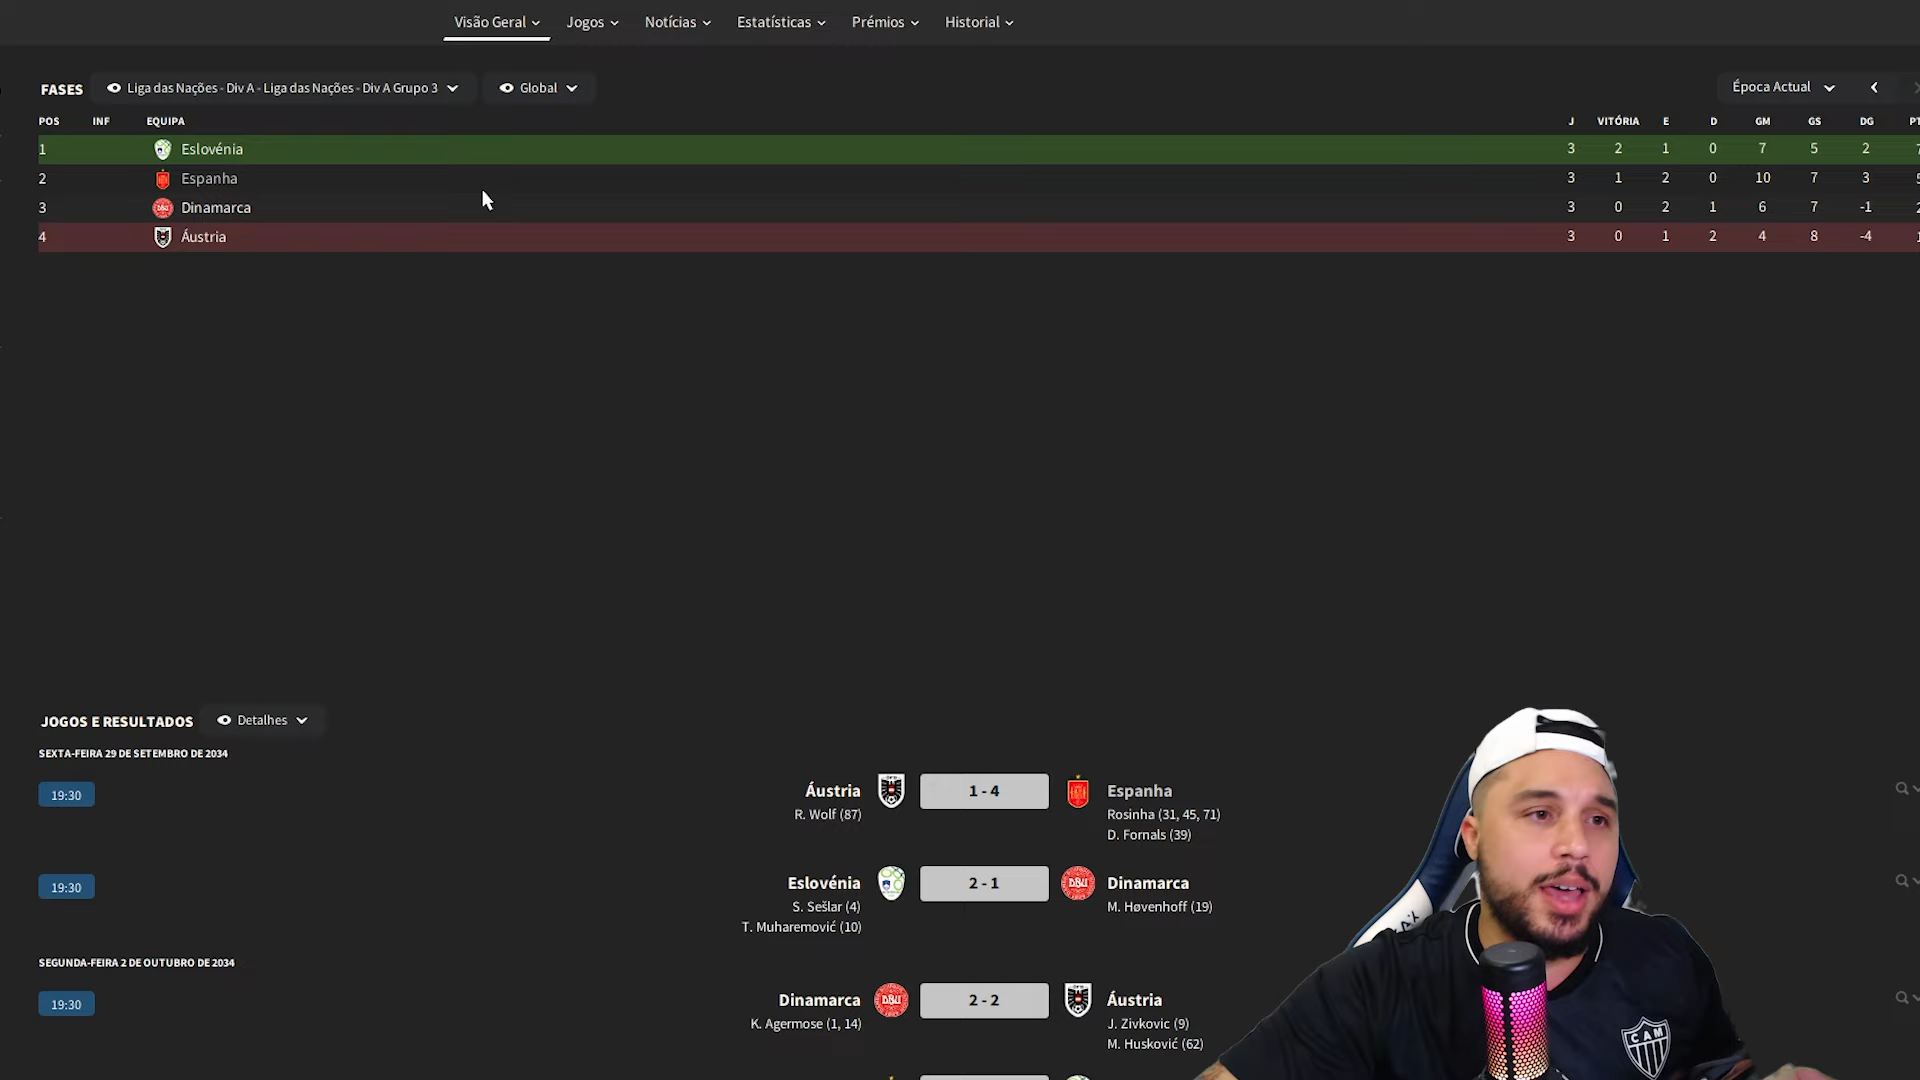 Visão Geral Jogos Notícias Estatísticas Prémios Historial
FASES Liga das Nações - Div A - Liga das Nações - Div A Grupo 3 Global Época Actual
POS INF EQUIPA J VITÓRIA E D GM GS DG
1 Eslovénia 3 2 1 0 7 5 2
2 Espanha 3 1 2 0 10 7 3
3 Dinamarca 3 0 2 1 6 7 -1
4 Áustria 3 0 1 2 4 8 -4
JOGOS E RESULTADOS Detalhes
SEXTA-FEIRA 29 DE SETEMBRO DE 2034
19:30 Áustria 1 - 4 Espanha
R. Wolf (87) Rosinha (31, 45, 71)
D. Fornals (39)
19:30 Eslovénia 2 - 1 Dinamarca
S. Sešlar (4) M. Høvenhoff (19)
T. Muharemović (10)
SEGUNDA-FEIRA 2 DE OUTUBRO DE 2034
19:30 Dinamarca 2 - 2 Áustria
K. Agermose (1, 14) J. Zivkovic (9)
M. Husković (62)
CAM